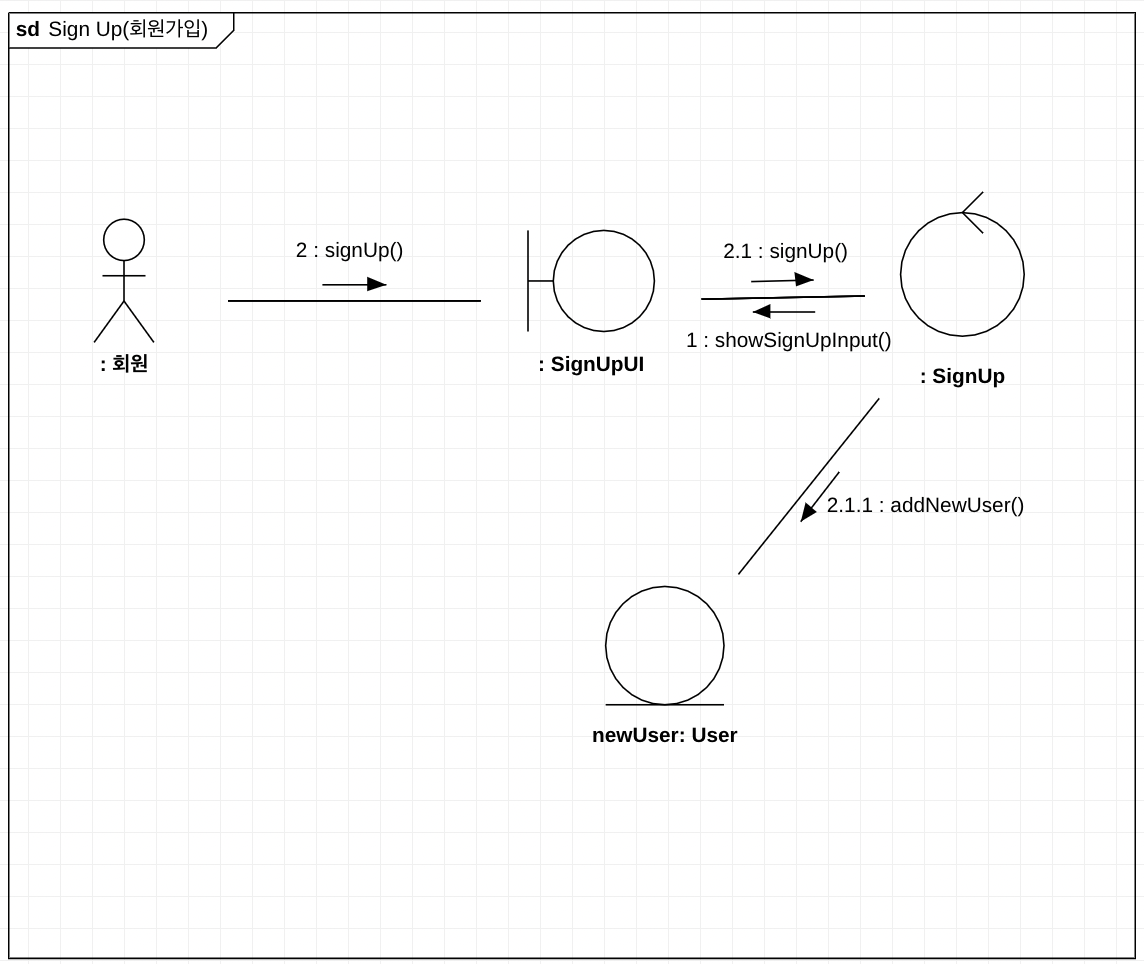 sd Sign Up(회원가입)
2 : signUp()
2.1 : signUp()
1 : showSignUpInput()
: 회원
: SignUpUI
: SignUp
2.1.1 : addNewUser()
newUser: User